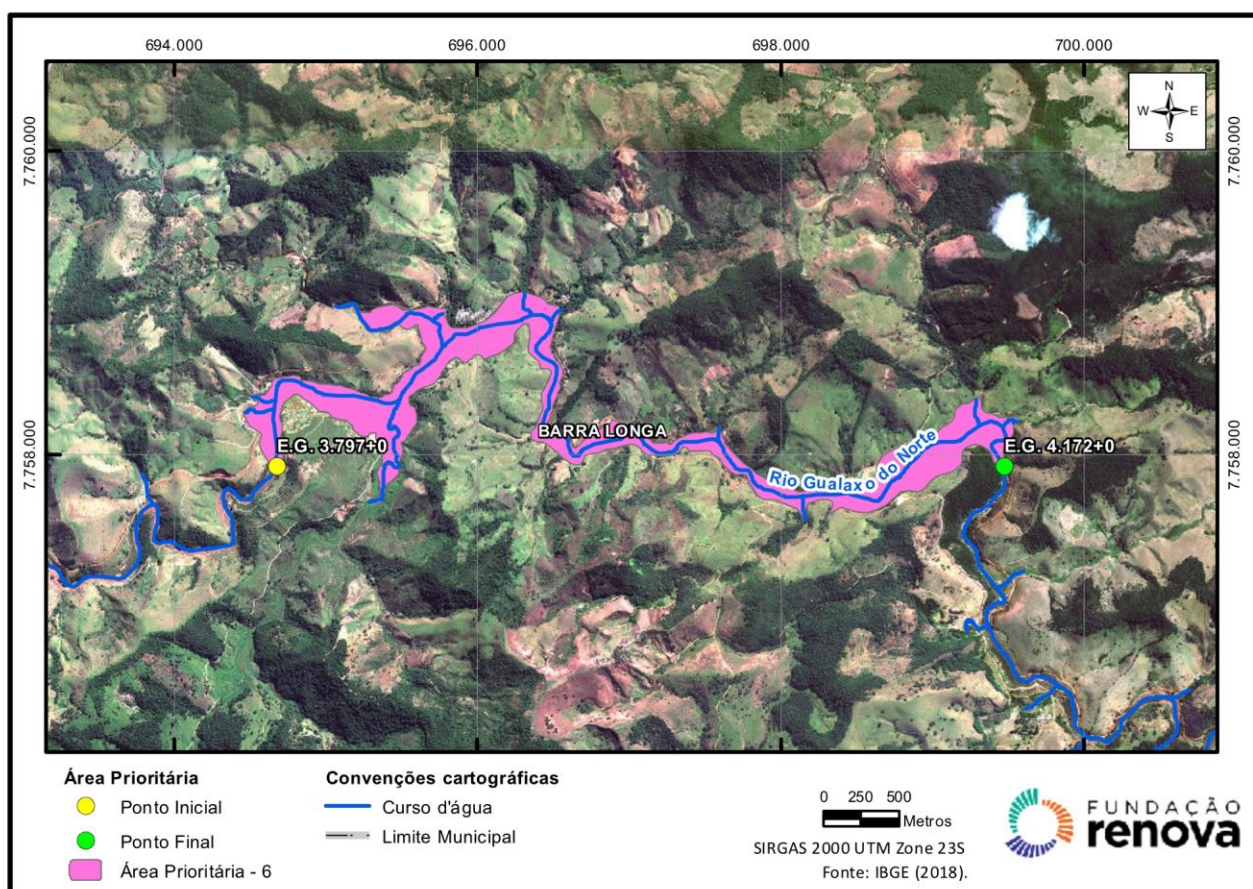 694.000 696.000 698.000 700.000
N
W E
S
7.760.000 7.760.000
BARRA LONGA
E.G. 3.797+0 E.G. 4.172+0
7.758.000 7.758.000
Rio Gualaxo do Norte
Área Prioritária
Ponto Inicial
Ponto Final
Área Prioritária - 6
Convenções cartográficas
Curso d'água
Limite Municipal
0 250 500
Metros
SIRGAS 2000 UTM Zone 23S
Fonte: IBGE (2018).
FUNDAÇÃO
renova